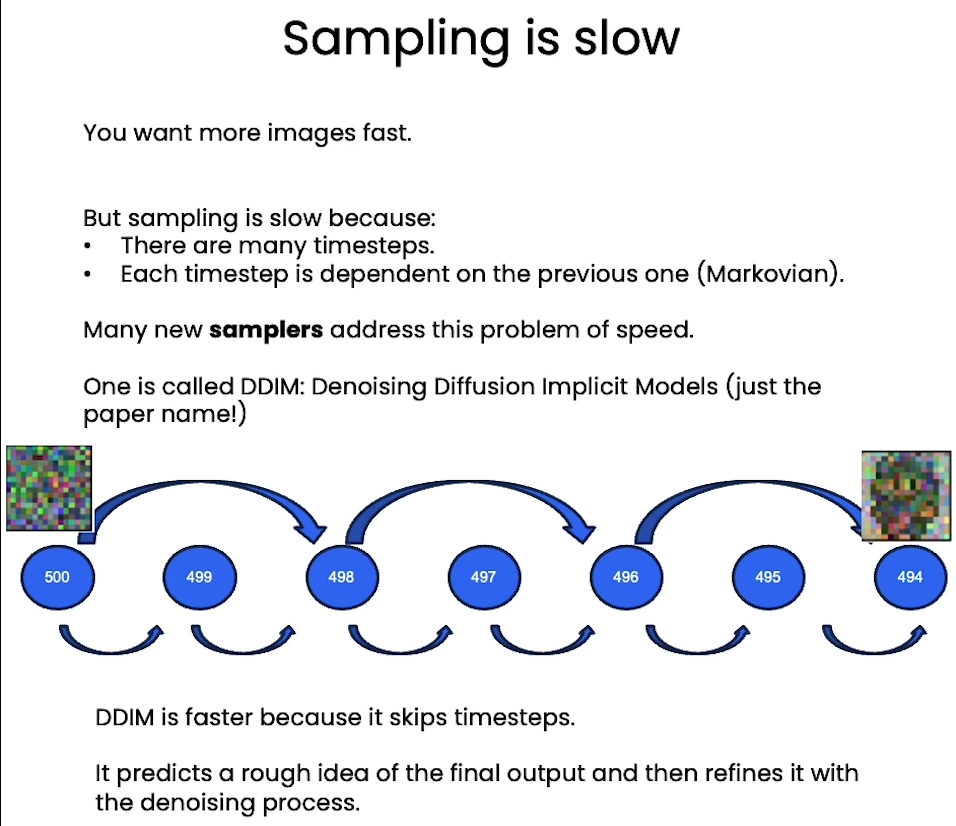 Sampling is slow
You want more images fast.
But sampling is slow because:
• There are many timesteps.
• Each timestep is dependent on the previous one (Markovian).
Many new samplers address this problem of speed.
One is called DDIM: Denoising Diffusion Implicit Models (just the
paper name!)
500 499 498 497 496 495 494
DDIM is faster because it skips timesteps.
It predicts a rough idea of the final output and then refines it with
the denoising process.